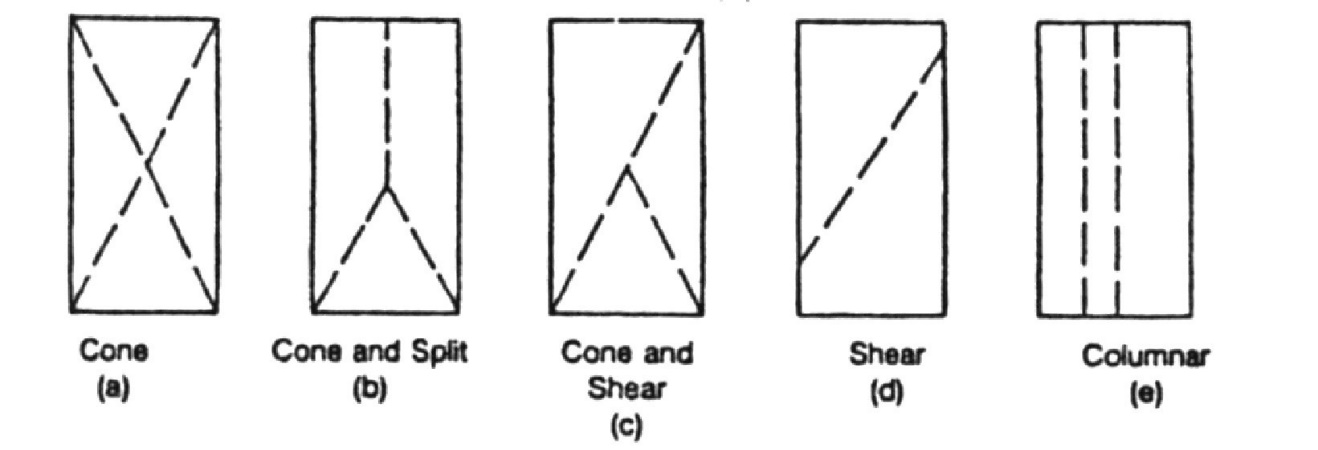 Cone
(a)
Cone and Split
(b)
Cone and
Shear
(c)
Shear
(d)
Columnar
(e)